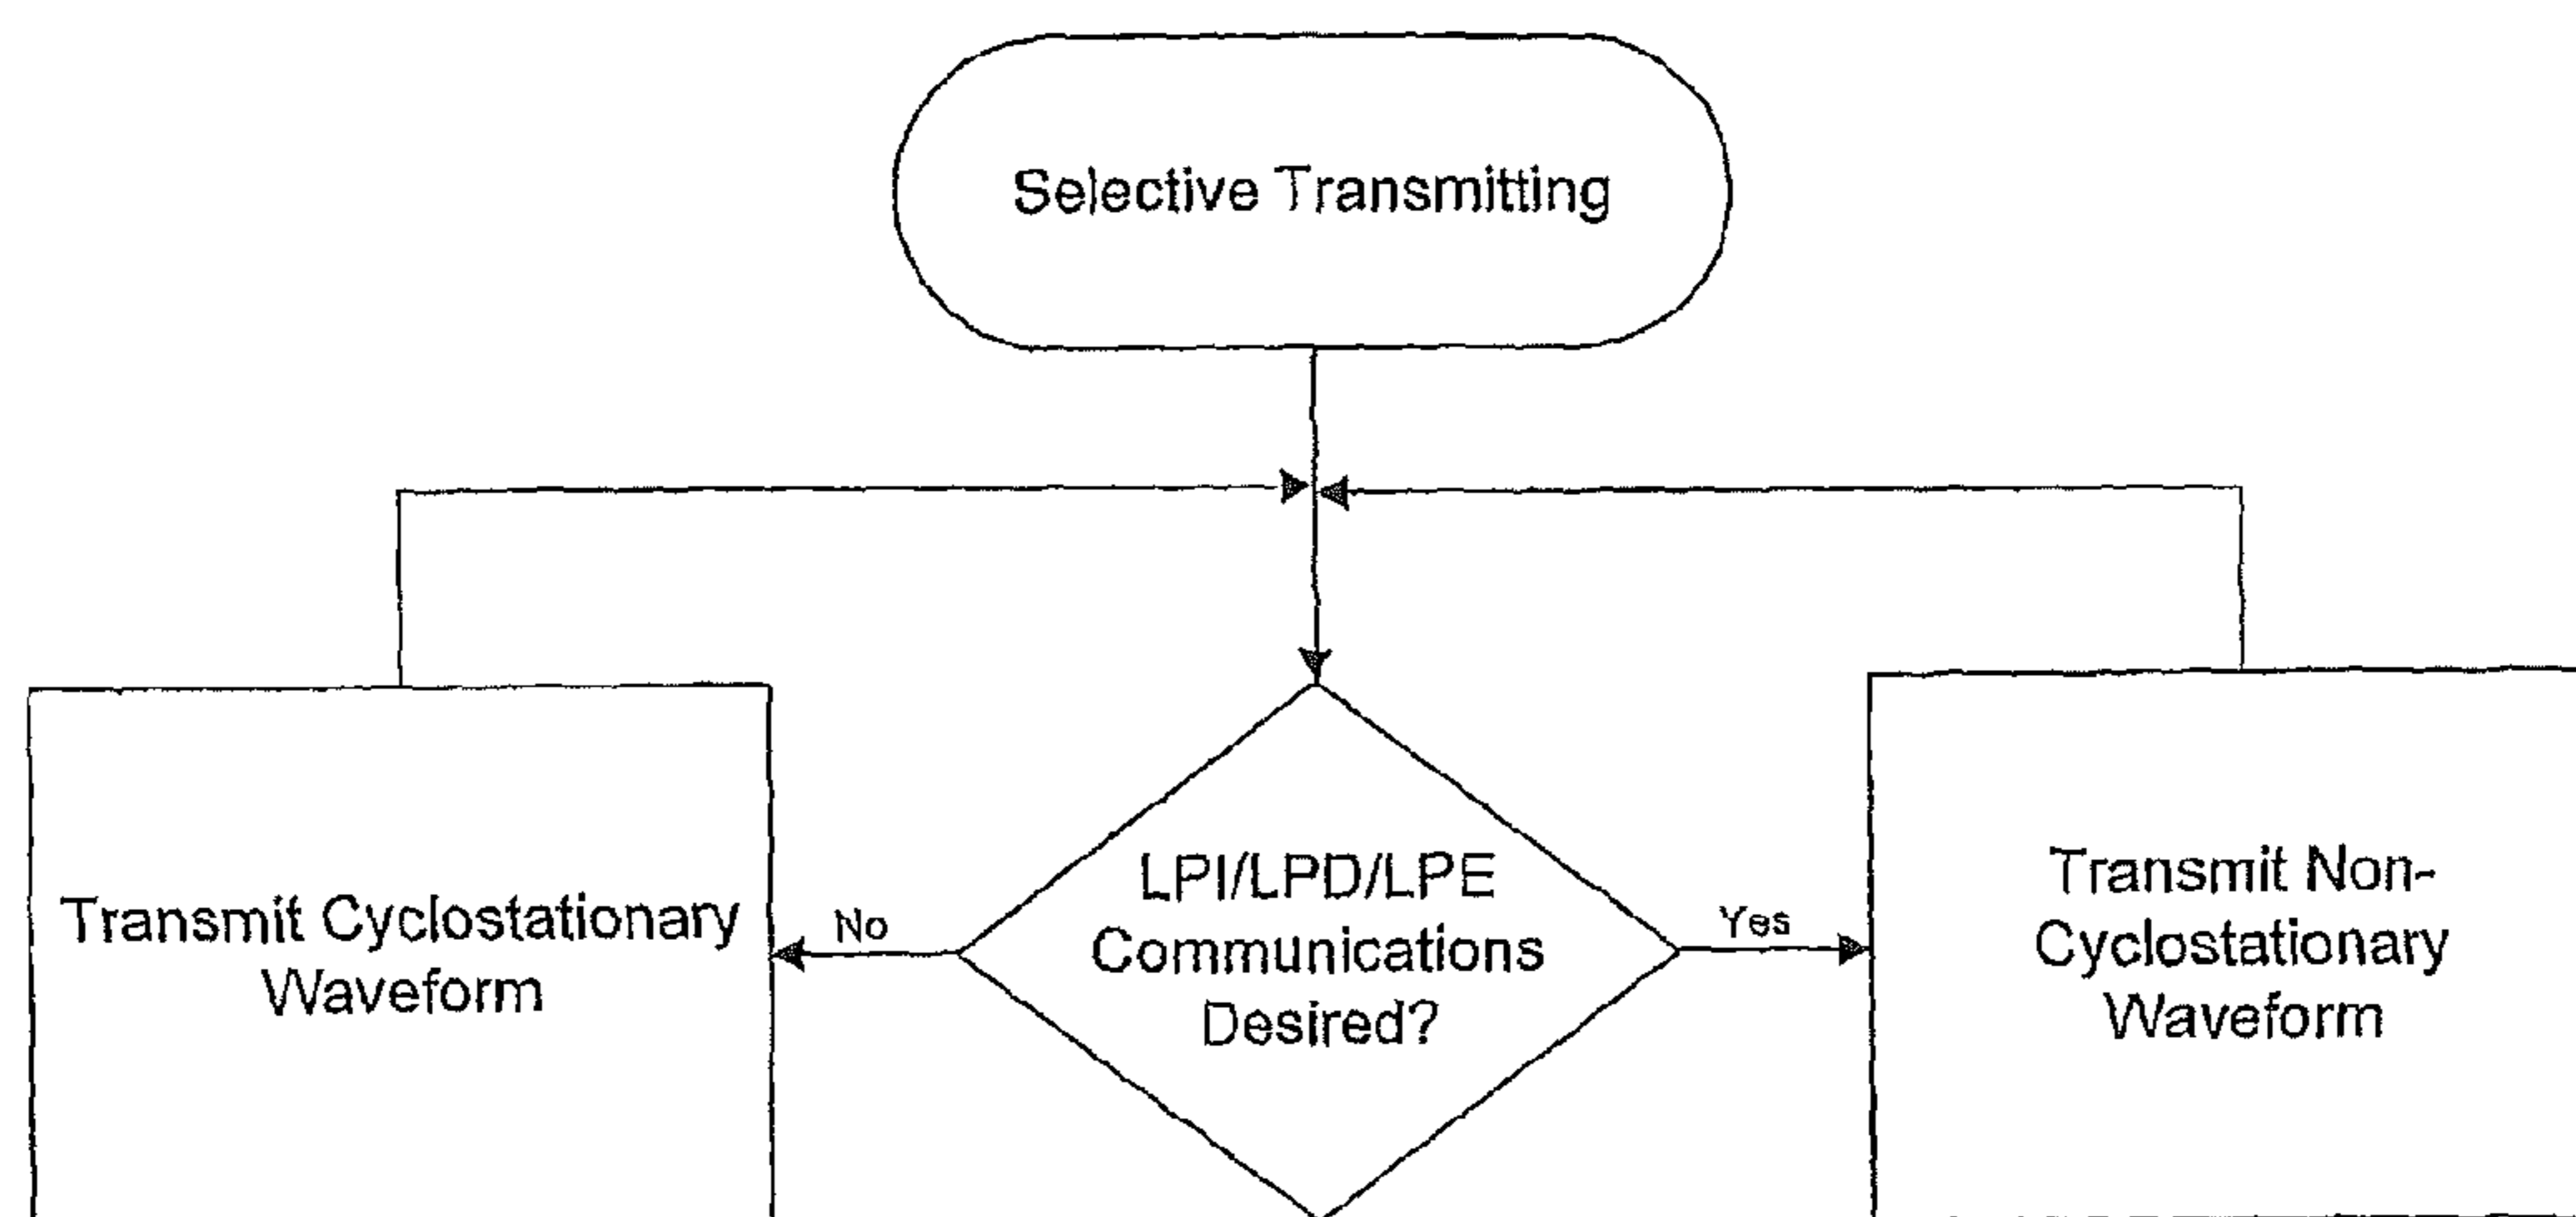 Selective Transmitting
Transmit Cyclostationary
Waveform
No
LPI/LPD/LPE
Communications
Desired?
Yes
Transmit Non-
Cyclostationary
Waveform